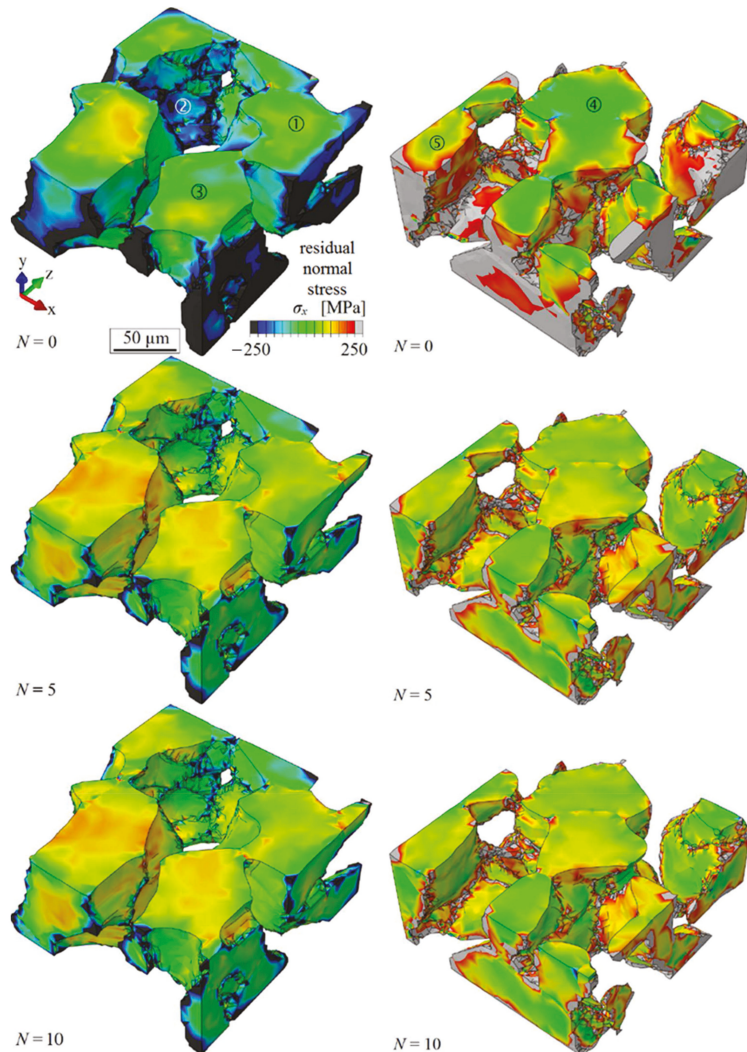 ②
①
③
④
⑤
y
z
x
residual
normal
stress
σx [MPa]
−250 250
50 µm
N = 0
N = 0
N = 5
N = 5
N = 10
N = 10